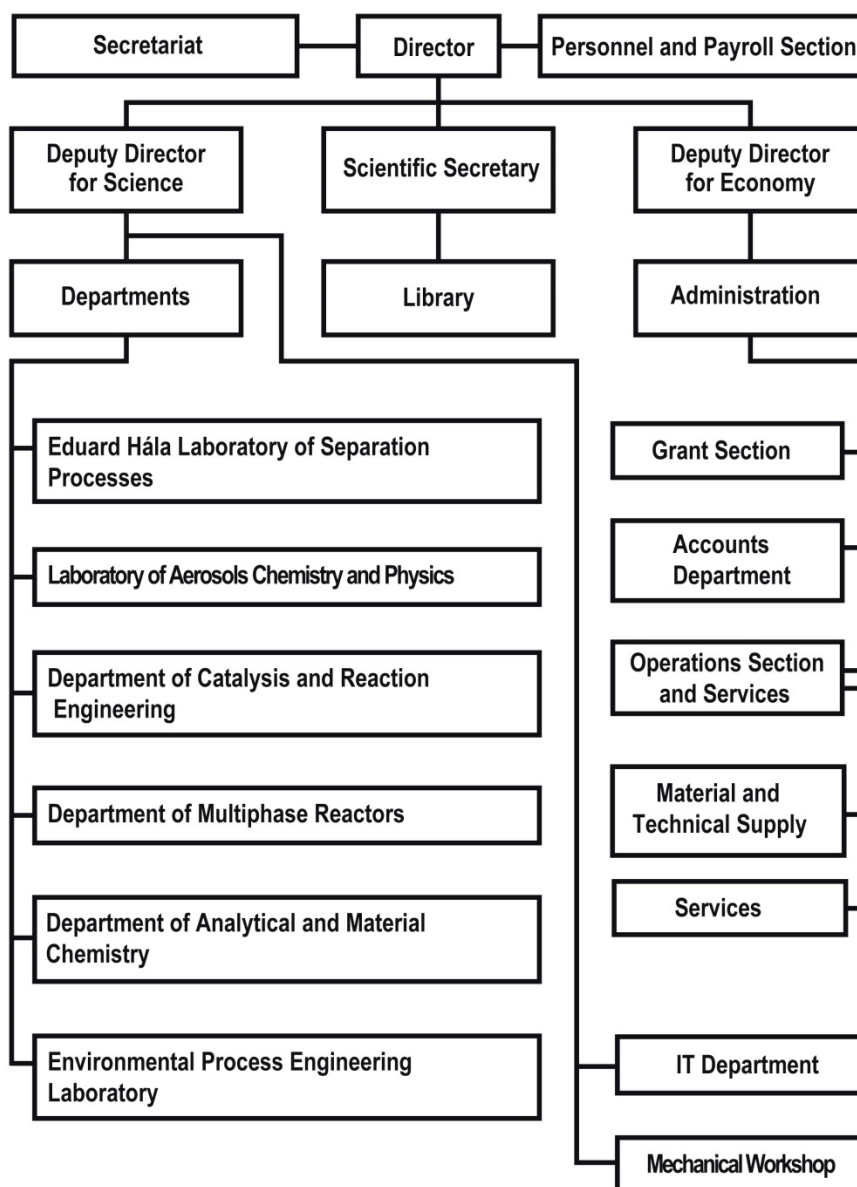 Secretariat
Director
Personnel and Payroll Section
Deputy Director
for Science
Scientific Secretary
Deputy Director
for Economy
Departments
Library
Administration
Eduard Hála Laboratory of Separation
Processes
Laboratory of Aerosols Chemistry and Physics
Department of Catalysis and Reaction
Engineering
Department of Multiphase Reactors
Department of Analytical and Material
Chemistry
Environmental Process Engineering
Laboratory
Grant Section
Accounts
Department
Operations Section
and Services
Material and
Technical Supply
Services
IT Department
Mechanical Workshop